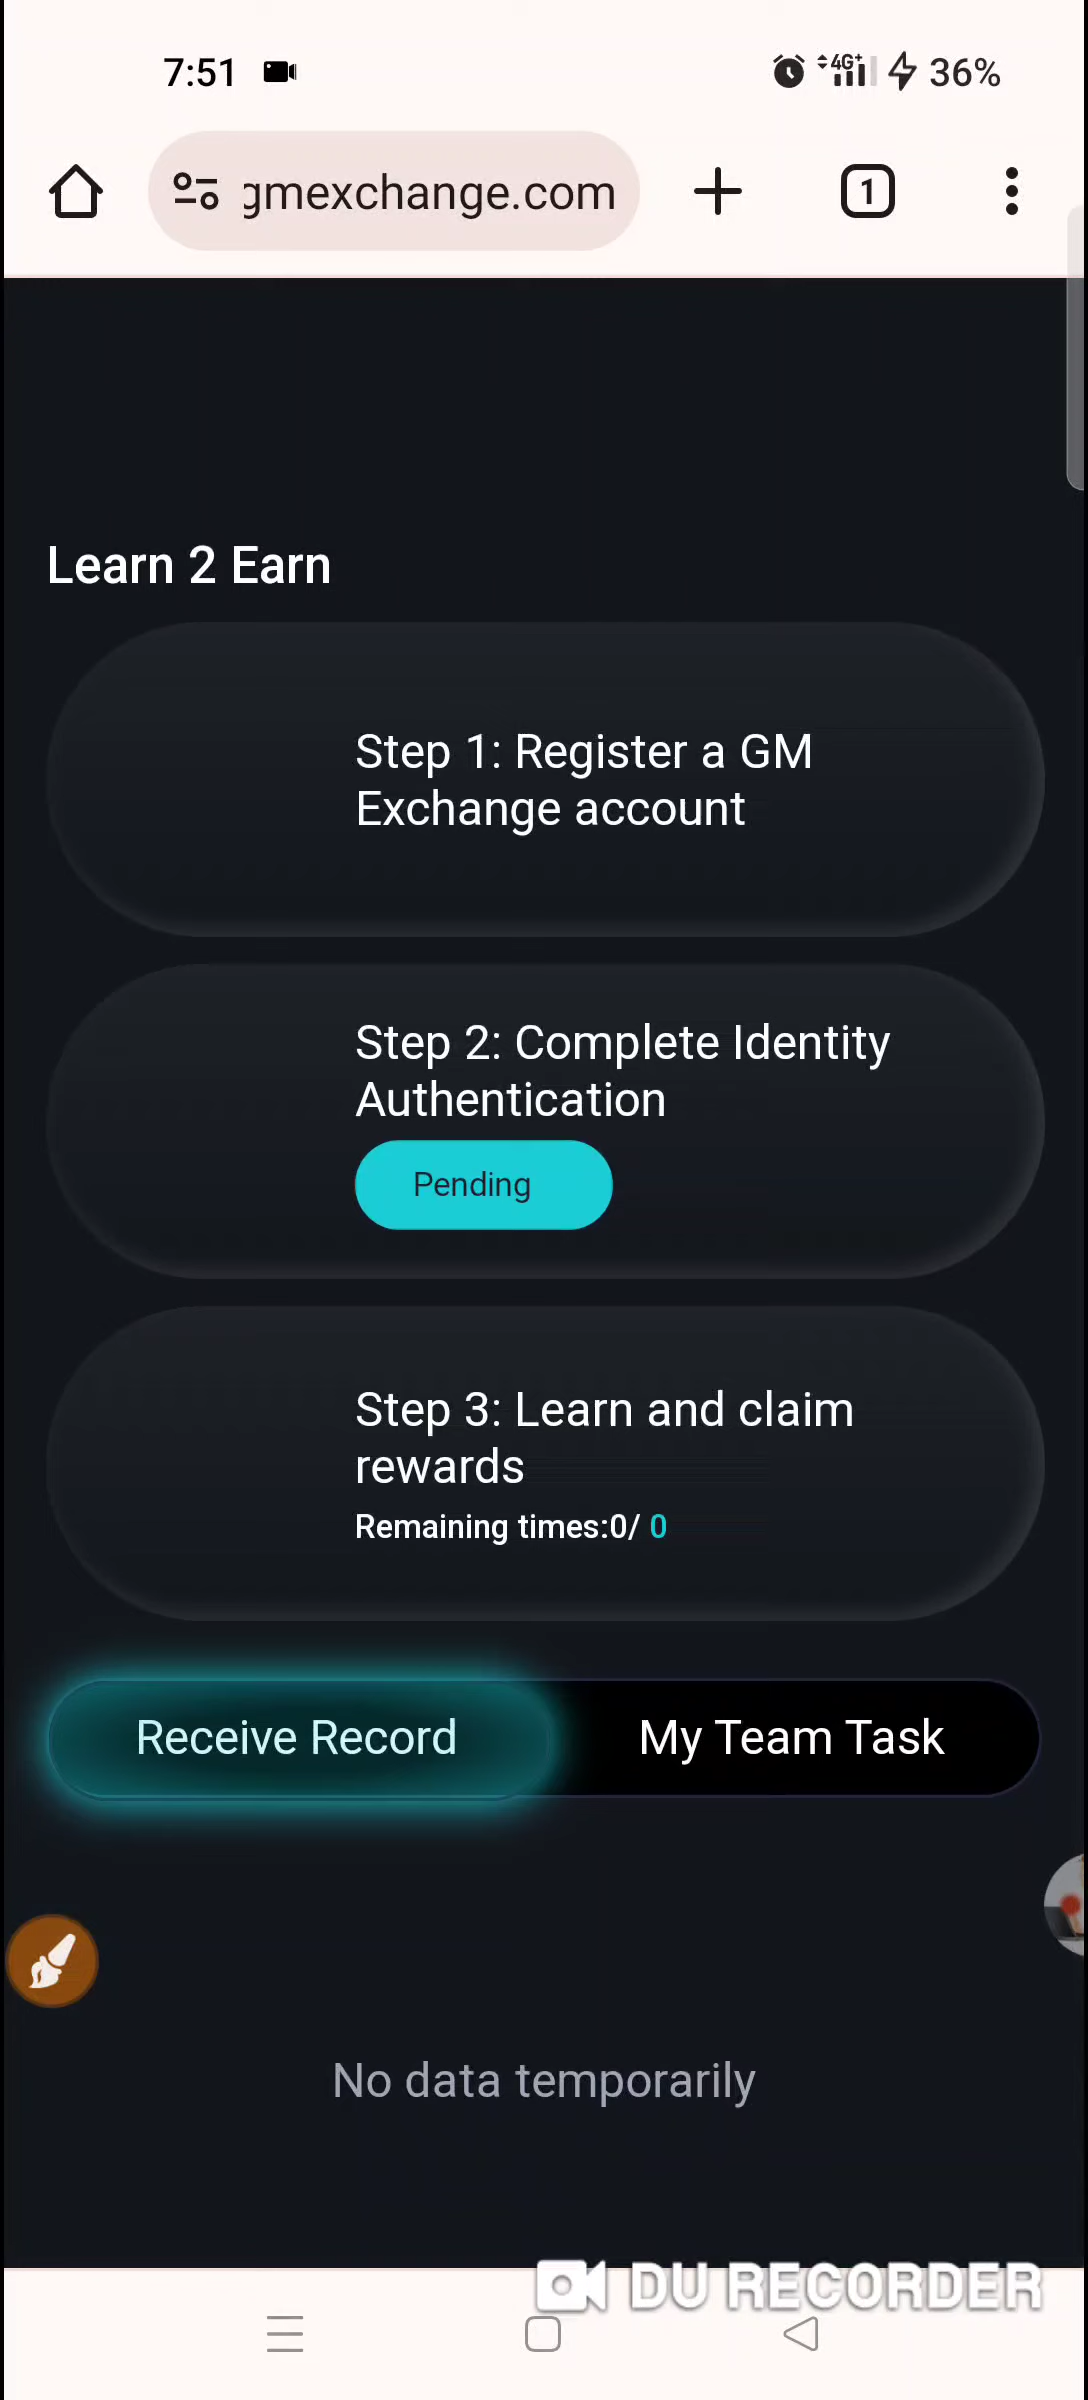 7:51
4G+
36%
gmexchange.com
1
Learn 2 Earn
Step 1: Register a GM
Exchange account
Step 2: Complete Identity
Authentication
Pending
Step 3: Learn and claim
rewards
Remaining times:0/ 0
Receive Record
My Team Task
No data temporarily
DU RECORDER